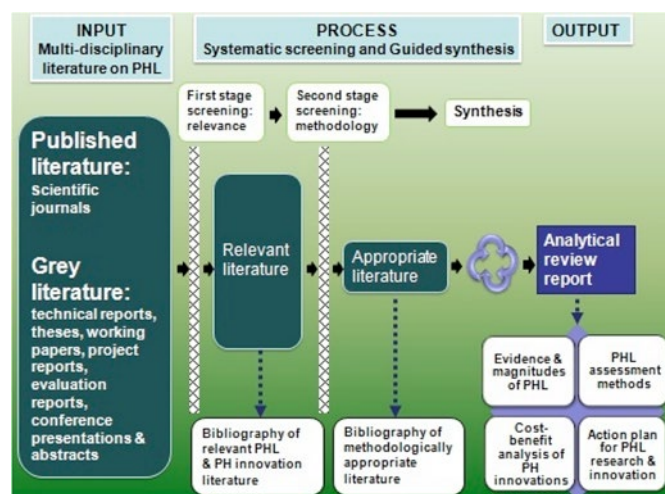 INPUT
Multi-disciplinary
literature on PHL
PROCESS
Systematic screening and Guided synthesis
OUTPUT
First stage
screening:
relevance
Second stage
screening:
methodology
Synthesis
Published
literature:
Scientific
journals
Grey
literature:
technical reports,
theses, working
papers, project
reports,
evaluation
reports,
conference
presentations &
abstracts
Relevant
literature
Appropriate
literature
Analytical
review
report
Bibliography of
relevant PHL
& PH innovation
literature
Bibliography of
methodologically
appropriate
literature
Evidence &
magnitudes
of PHL
PHL
assessment
methods
Cost-
benefit
analysis of
PH
innovations
Action plan
for PHL
research &
innovation